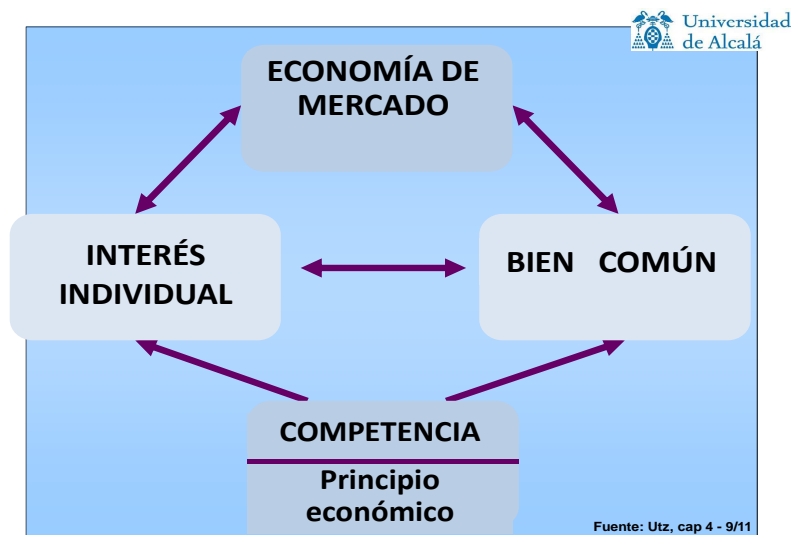 Universidad
de Alcalá
ECONOMÍA DE
MERCADO
INTERÉS
INDIVIDUAL
BIEN COMÚN
COMPETENCIA
Principio
económico
Fuente: Utz, cap 4 - 9/11